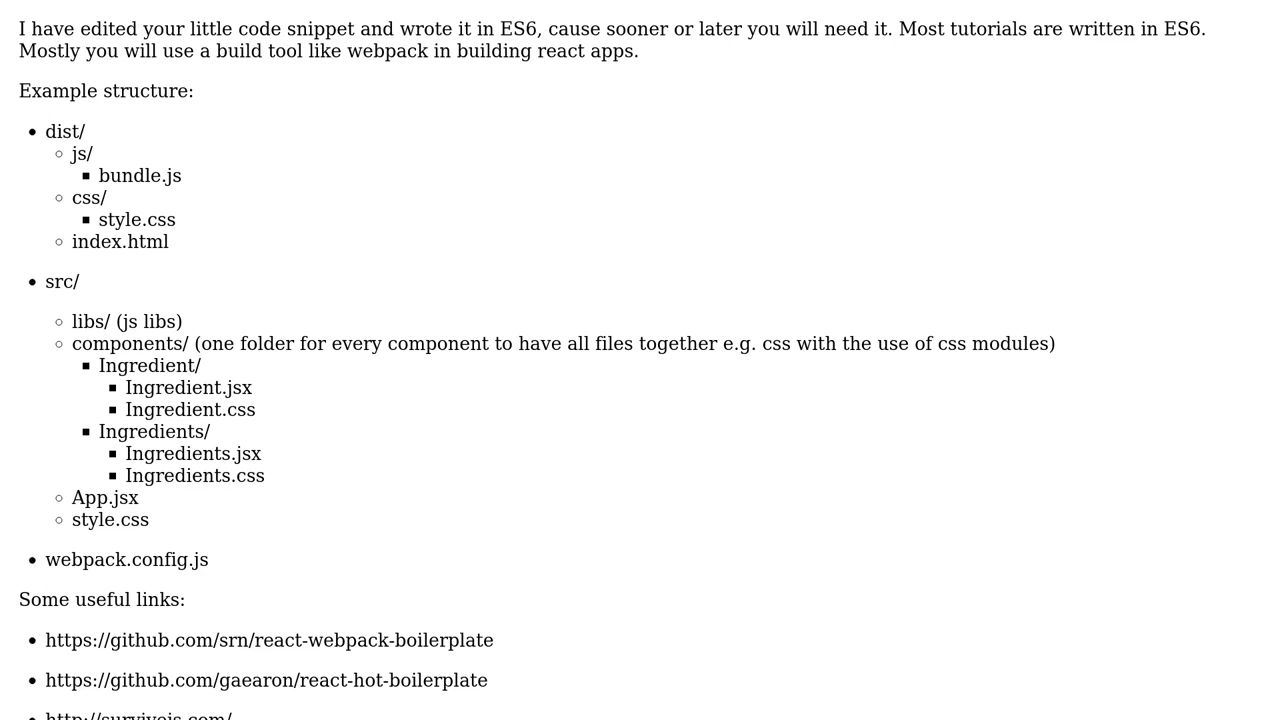 I have edited your little code snippet and wrote it in ES6, cause sooner or later you will need it. Most tutorials are written in ES6.
Mostly you will use a build tool like webpack in building react apps.
Example structure:
dist/
js/
bundle.js
css/
style.css
index.html
src/
libs/ (js libs)
components/ (one folder for every component to have all files together e.g. css with the use of css modules)
Ingredient/
Ingredient.jsx
Ingredient.css
Ingredients/
Ingredients.jsx
Ingredients.css
App.jsx
style.css
webpack.config.js
Some useful links:
https://github.com/srn/react-webpack-boilerplate
https://github.com/gaearon/react-hot-boilerplate
http://survivejs.com/